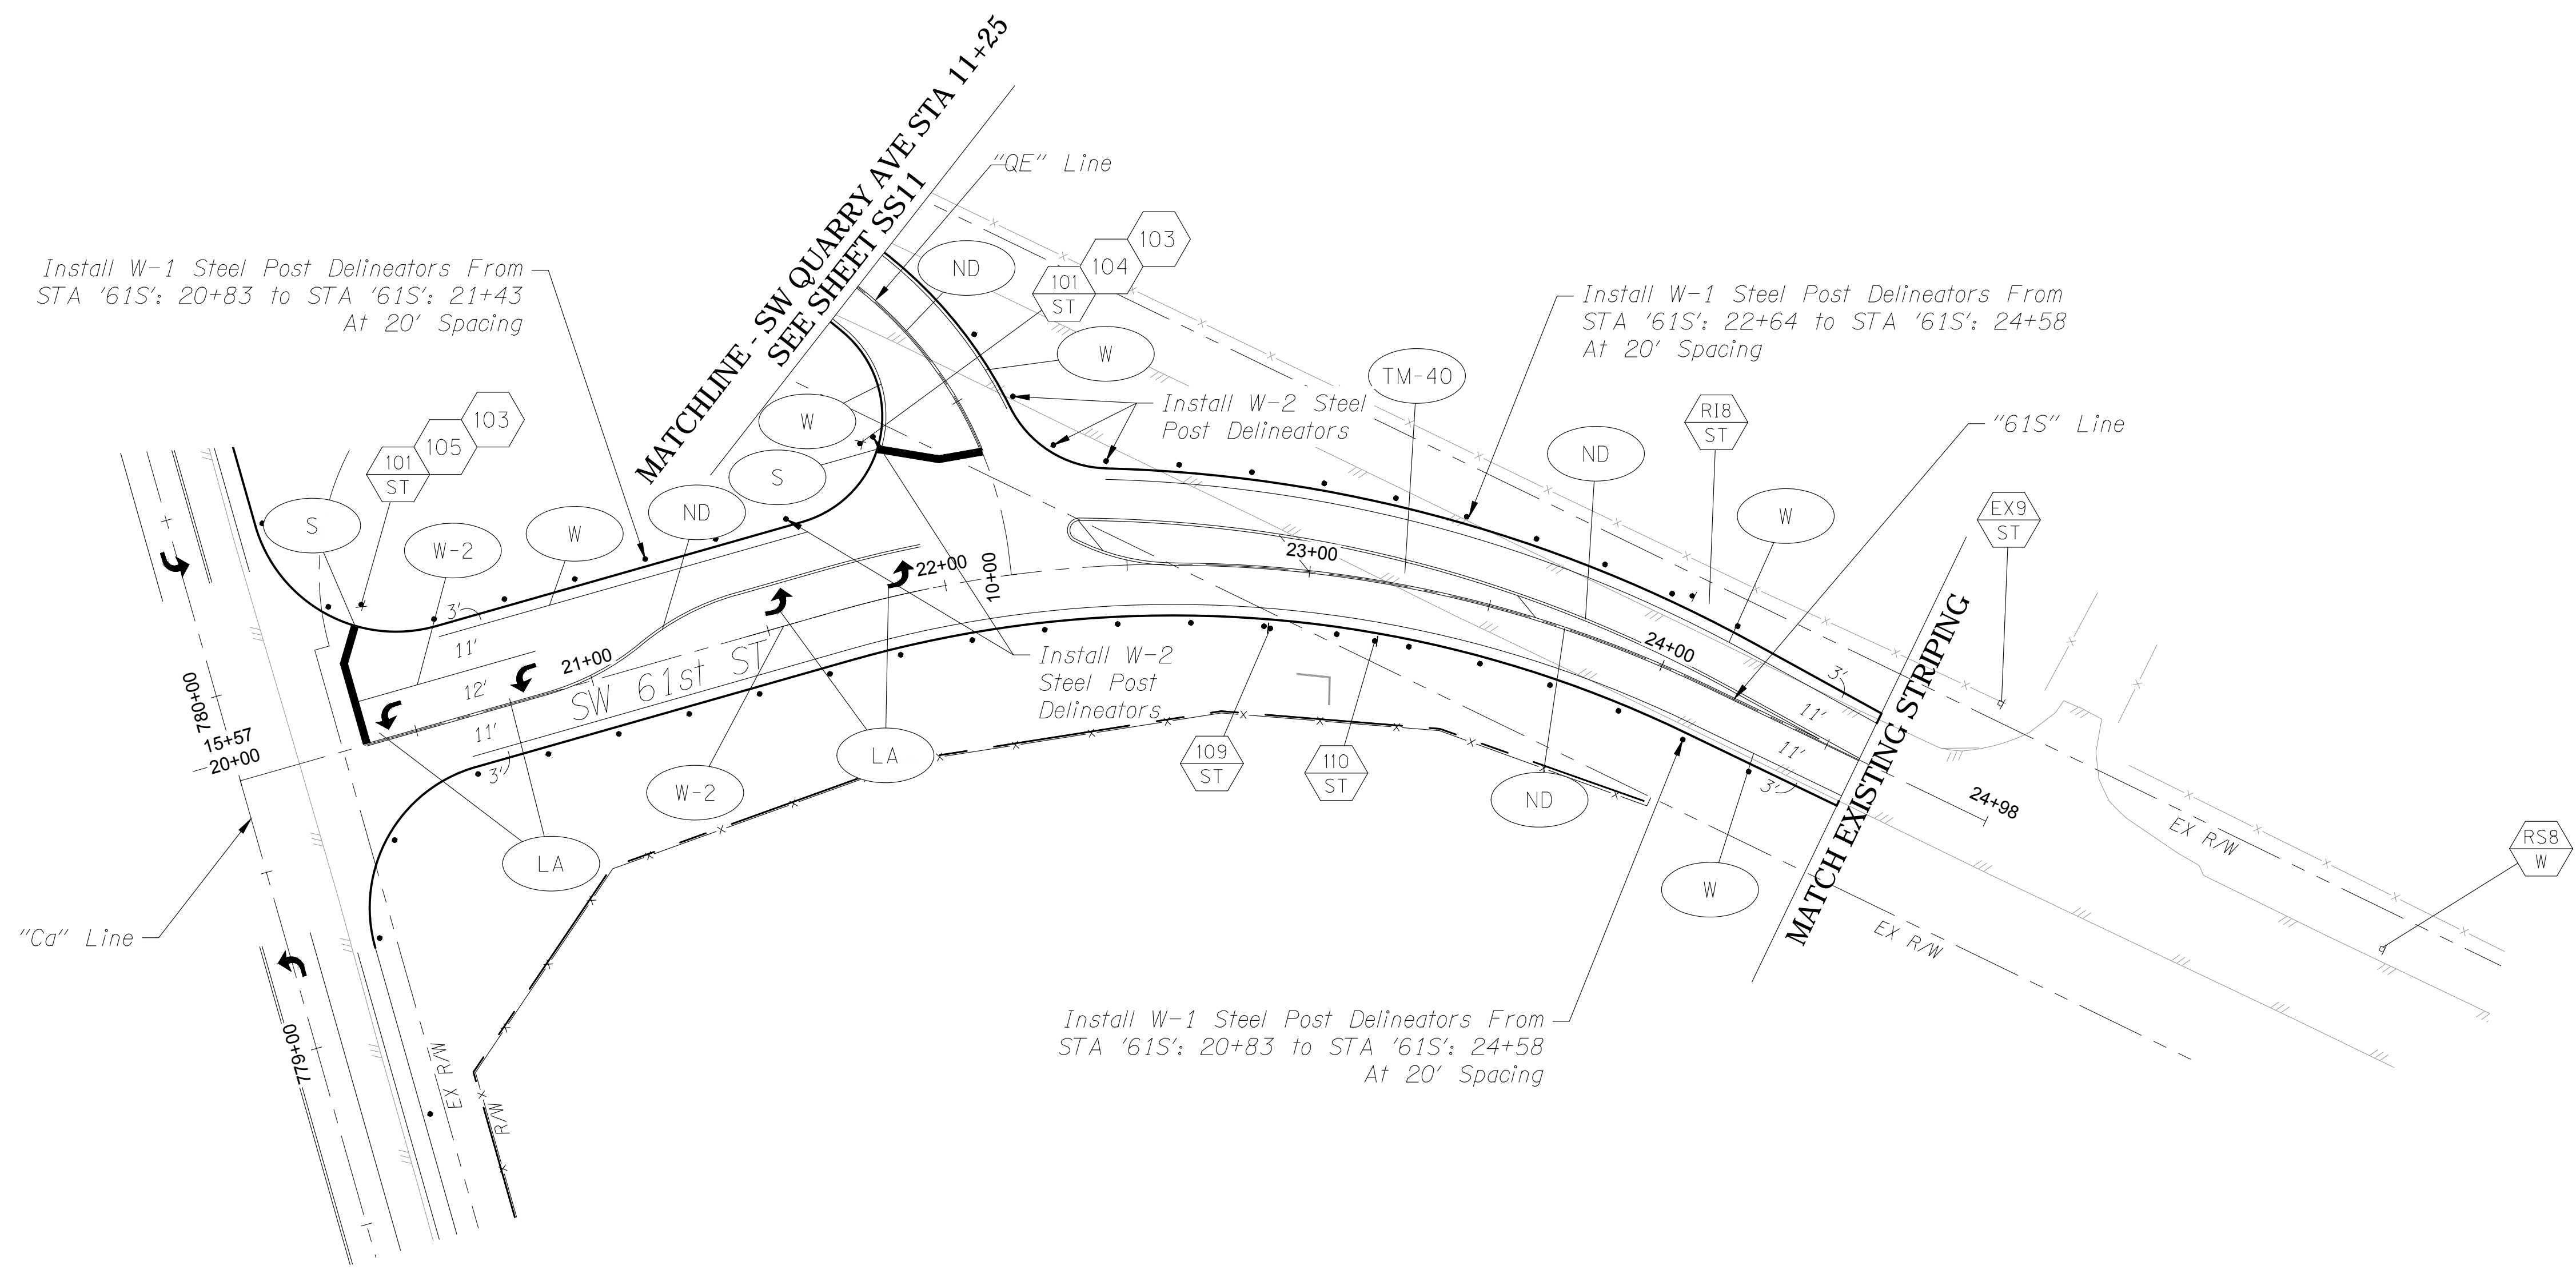 MATCHLINE - SW QUARRY AVE STA 11+25
SEE SHEET SS11
"QE" Line
Install W-1 Steel Post Delineators From
STA '61S': 20+83 to STA '61S': 21+43
At 20' Spacing
ND
103
104
101
ST
W
Install W-1 Steel Post Delineators From
STA '61S': 22+64 to STA '61S': 24+58
At 20' Spacing
TM-40
Install W-2 Steel
Post Delineators
RI8
ST
"61S" Line
103
105
101
ST
W
S
ND
ND
W
EX9
ST
S
W-2
W
3'
11'
12'
11'
3'
21+00
22+00
10+00
23+00
24+00
SW 61st ST
780+00
15+57
20+00
Install W-2
Steel Post
Delineators
LA
W-2
LA
109
ST
110
ST
ND
W
3'
11'
11'
3'
MATCH EXISTING STRIPING
24+98
EX R/W
EX R/W
RS8
W
"Ca" Line
779+00
EX R/W
R/W
Install W-1 Steel Post Delineators From
STA '61S': 20+83 to STA '61S': 24+58
At 20' Spacing